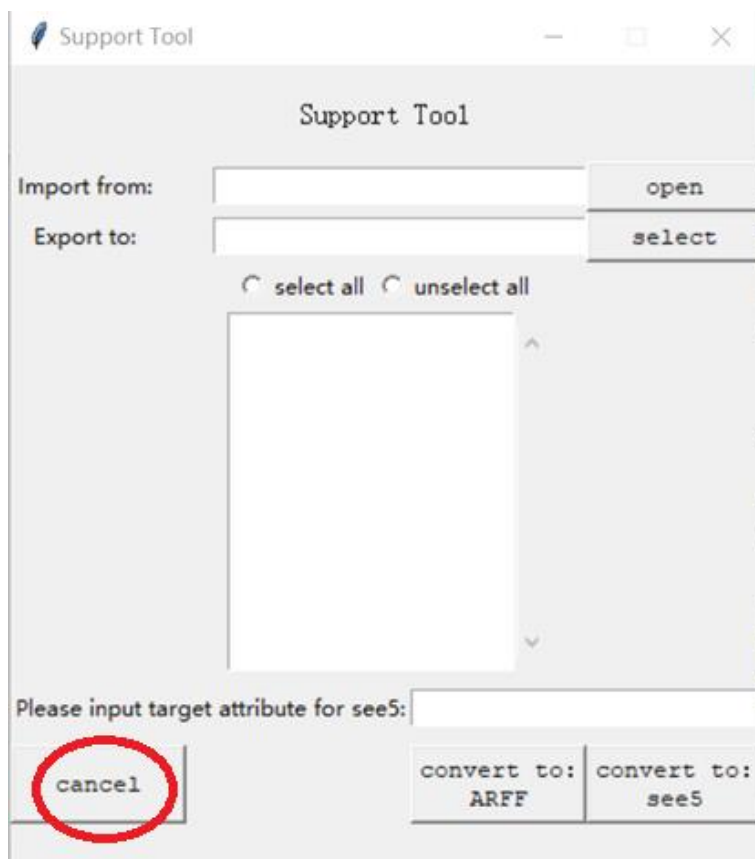 Support Tool
Support Tool
Import from:
open
Export to:
select
select all
unselect all
Please input target attribute for see5:
cancel
convert to:
ARFF
convert to:
see5